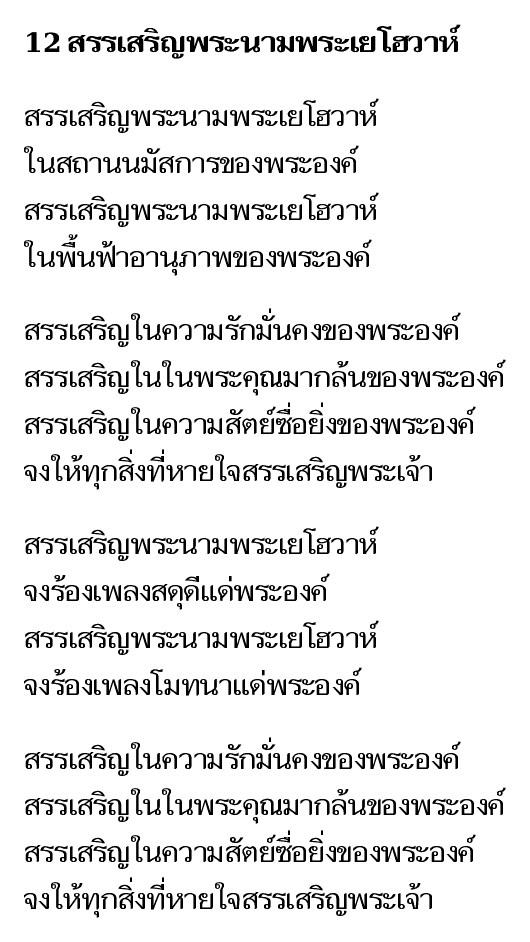 12 สรรเสริญพระนามพระเยโฮวาห์
สรรเสริญพระนามพระเยโฮวาห์
ในสถานนมัสการของพระองค์
สรรเสริญพระนามพระเยโฮวาห์
ในพื้นฟ้าอานุภาพของพระองค์
สรรเสริญในความรักมั่นคงของพระองค์
สรรเสริญในในพระคุณมากล้นของพระองค์
สรรเสริญในความสัตย์ซื่อยิ่งของพระองค์
จงให้ทุกสิ่งที่หายใจสรรเสริญพระเจ้า
สรรเสริญพระนามพระเยโฮวาห์
จงร้องเพลงสดุดีแด่พระองค์
สรรเสริญพระนามพระเยโฮวาห์
จงร้องเพลงโมทนาแด่พระองค์
สรรเสริญในความรักมั่นคงของพระองค์
สรรเสริญในในพระคุณมากล้นของพระองค์
สรรเสริญในความสัตย์ซื่อยิ่งของพระองค์
จงให้ทุกสิ่งที่หายใจสรรเสริญพระเจ้า